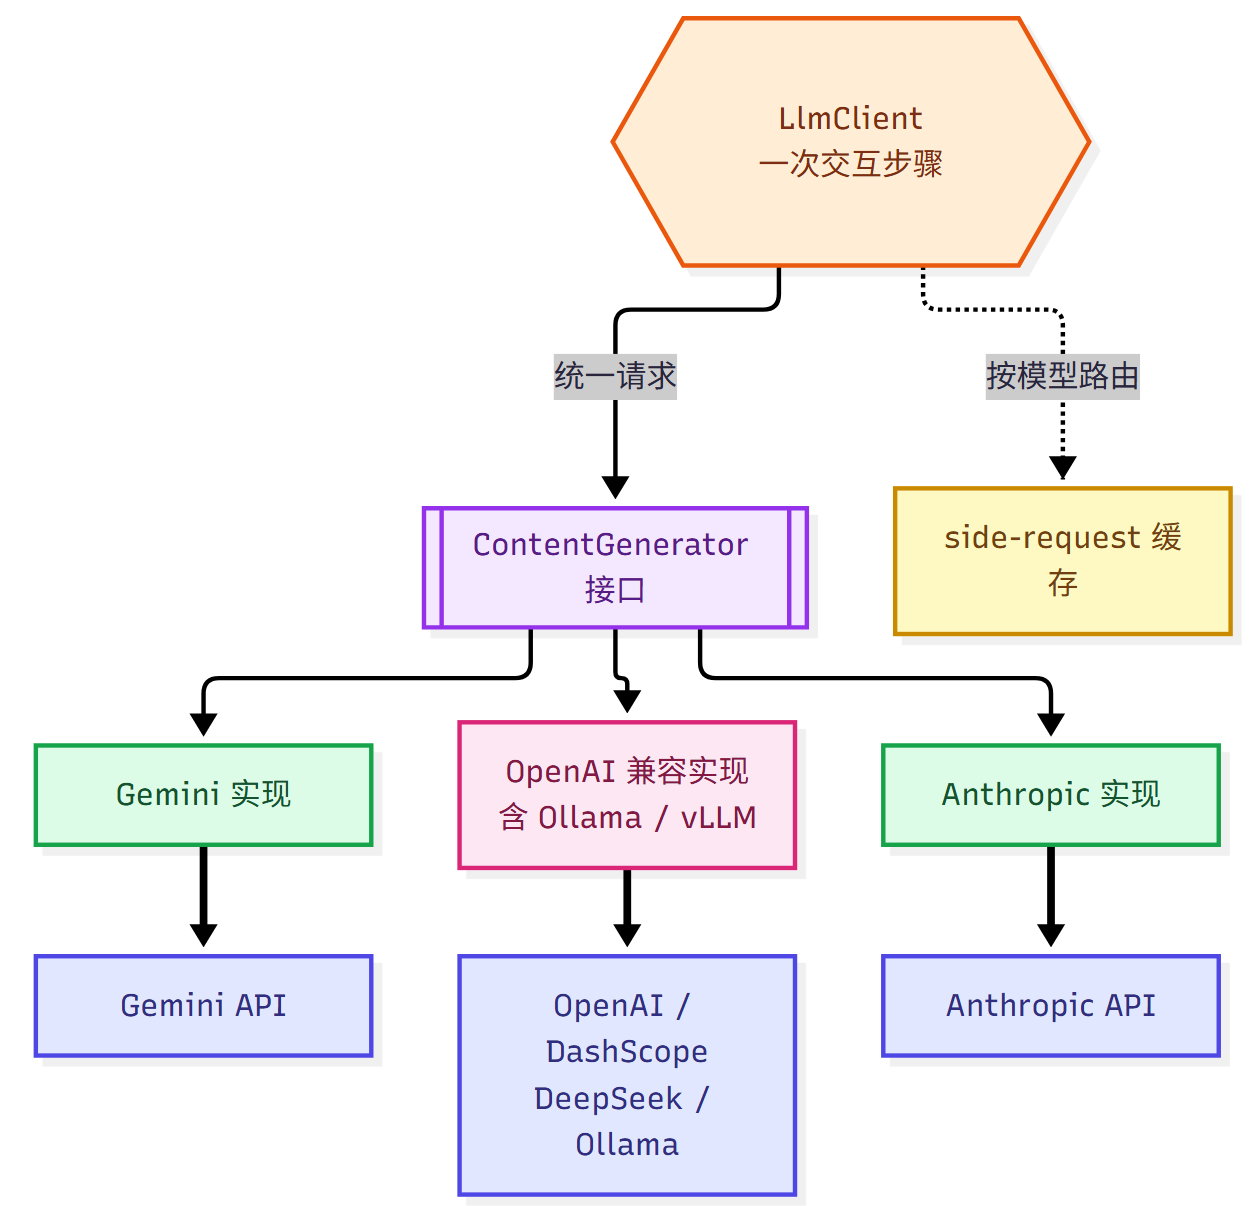 LlmClient
一次交互步骤
统一请求
按模型路由
ContentGenerator
接口
side-request 缓
存
Gemini 实现
OpenAI 兼容实现
含 Ollama / vLLM
Anthropic 实现
Gemini API
OpenAI /
DashScope
DeepSeek /
Ollama
Anthropic API